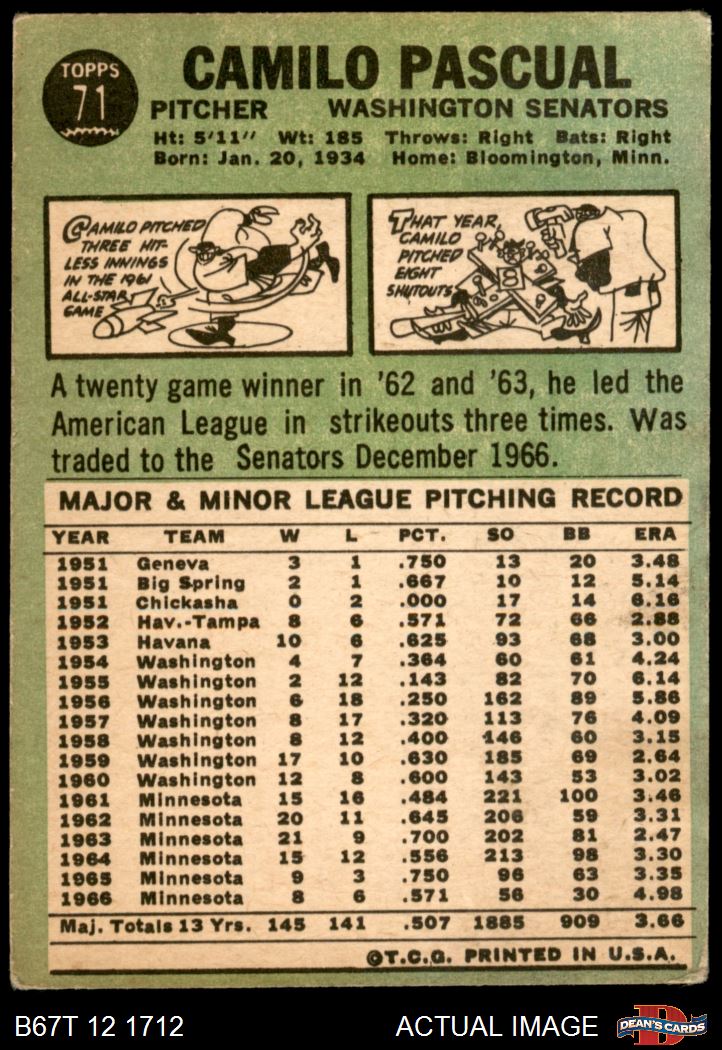 TOPPS
71
CAMILO PASCUAL
PITCHER WASHINGTON SENATORS
Ht: 5'11" Wt: 185 Throws: Right Bats: Right
Born: Jan. 20, 1934 Home: Bloomington, Minn.
CAMILO PITCHED
THREE HIT-
LESS INNINGS
IN THE 1961
ALL-STAR
GAME
THAT YEAR,
CAMILO
PITCHED
EIGHT
SHUTOUTS
A twenty game winner in '62 and '63, he led the
American League in strikeouts three times. Was
traded to the Senators December 1966.
MAJOR & MINOR LEAGUE PITCHING RECORD
YEAR TEAM W L PCT. SO BB ERA
1951 Geneva 3 1 .750 13 20 3.48
1951 Big Spring 2 1 .667 10 12 5.14
1951 Chickasha 0 2 .000 17 14 6.16
1952 Hav.-Tampa 8 6 .571 72 66 2.88
1953 Havana 10 6 .625 93 68 3.00
1954 Washington 4 7 .364 60 61 4.24
1955 Washington 2 12 .143 82 70 6.14
1956 Washington 6 18 .250 162 89 5.86
1957 Washington 8 17 .320 113 76 4.09
1958 Washington 8 12 .400 146 60 3.15
1959 Washington 17 10 .630 185 69 2.64
1960 Washington 12 8 .600 143 53 3.02
1961 Minnesota 15 16 .484 221 100 3.46
1962 Minnesota 20 11 .645 206 59 3.31
1963 Minnesota 21 9 .700 202 81 2.47
1964 Minnesota 15 12 .556 213 98 3.30
1965 Minnesota 9 3 .750 96 63 3.35
1966 Minnesota 8 6 .571 56 30 4.98
Maj. Totals 13 Yrs. 145 141 .507 1885 909 3.66
©T.C.G. PRINTED IN U.S.A.
B67T 12 1712 ACTUAL IMAGE DEAN'S CARDS